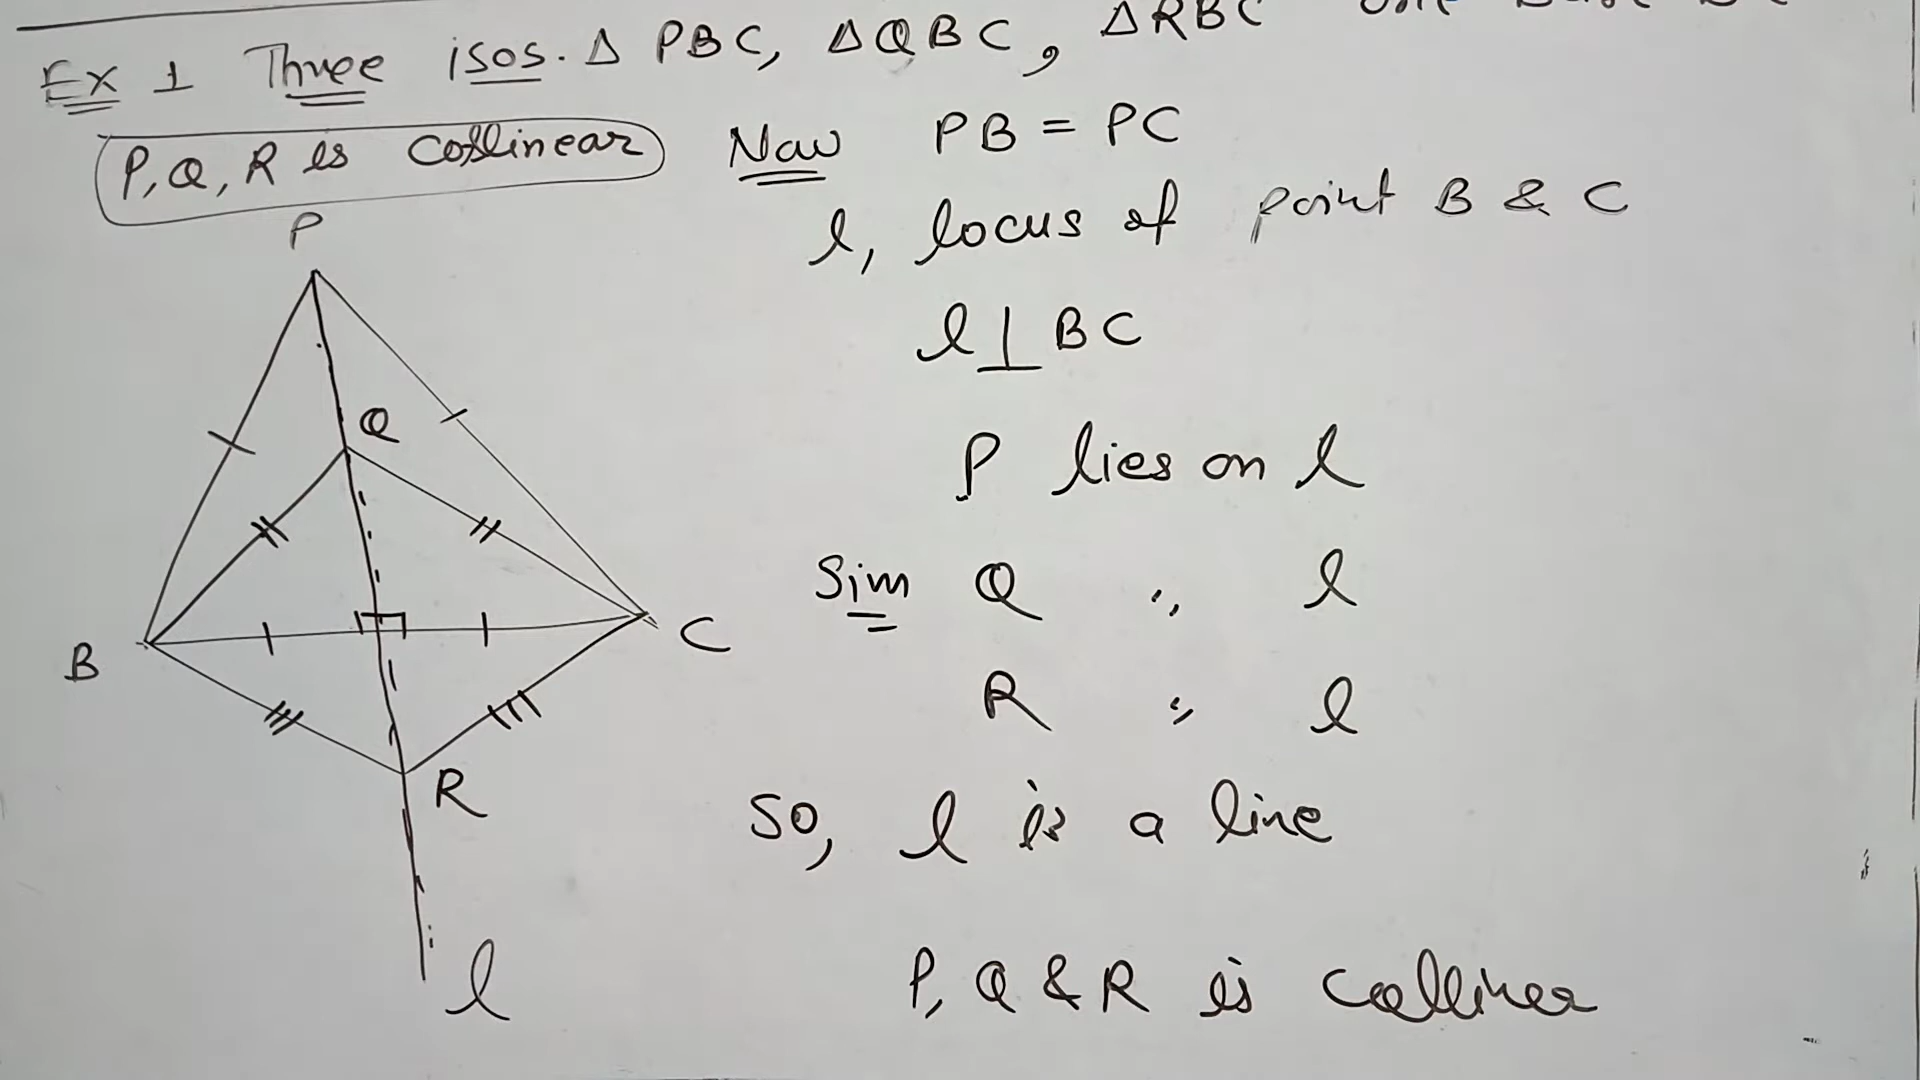 Ex 1 Three isos. Δ PBC, ΔQBC, ΔRBC
P, Q, R is collinear
Now PB = PC
l, locus of point B & C
l ⊥ BC
P lies on l
Sim Q ,, l
R ,, l
So, l is a line
P, Q & R is colliner
P
Q
B
C
R
l